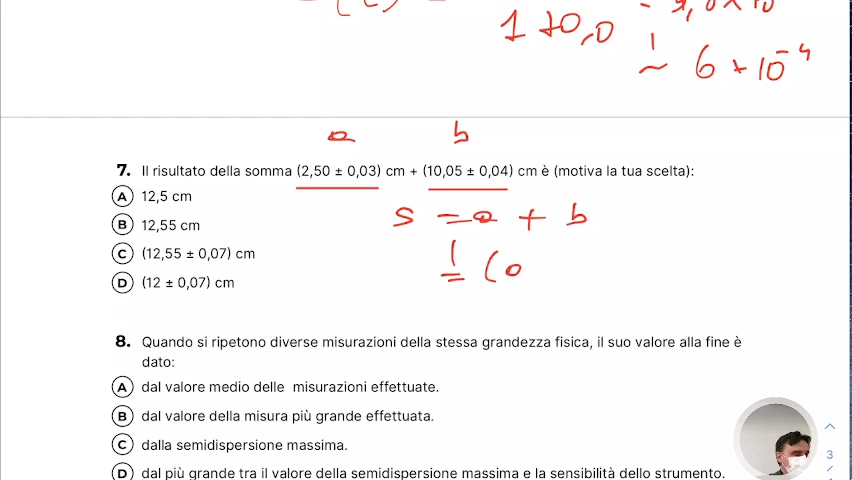 1 + 0,0
~ 6 * 10⁻⁴
a b
7. Il risultato della somma (2,50 ± 0,03) cm + (10,05 ± 0,04) cm è (motiva la tua scelta):
A 12,5 cm
B 12,55 cm
s = a + b
C (12,55 ± 0,07) cm
= (
D (12 ± 0,07) cm
8. Quando si ripetono diverse misurazioni della stessa grandezza fisica, il suo valore alla fine è
dato:
A dal valore medio delle misurazioni effettuate.
B dal valore della misura più grande effettuata.
C dalla semidispersione massima.
3
/
D dal più grande tra il valore della semidispersione massima e la sensibilità dello strumento.